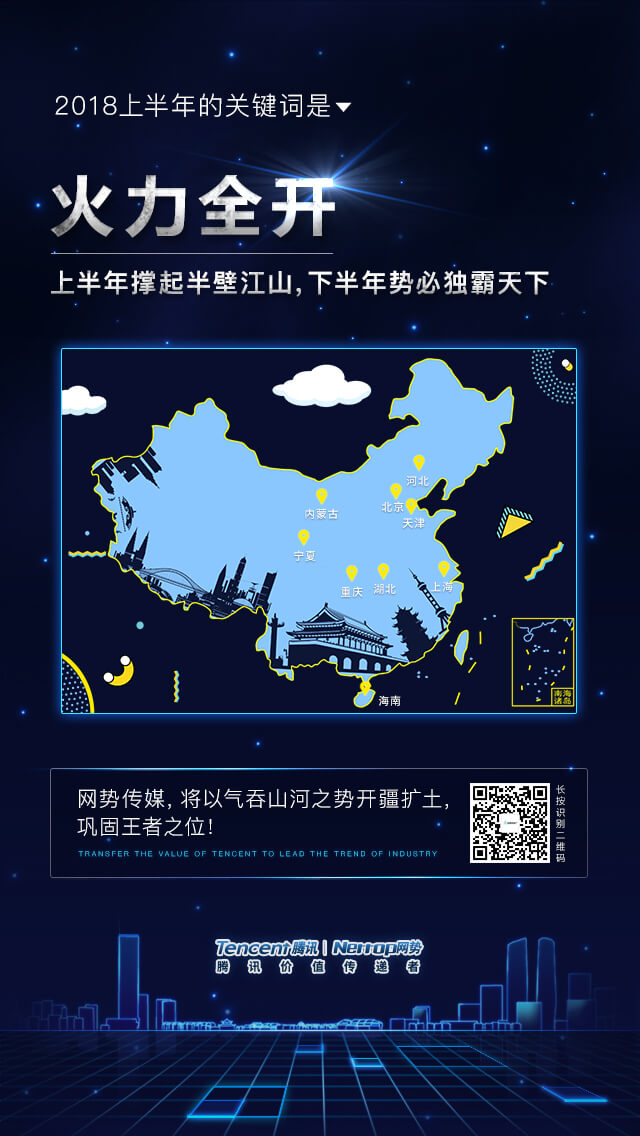 2018上半年的关键词是
火力全开
上半年撑起半壁江山,下半年势必独霸天下
河北
北京
天津
内蒙古
宁夏
重庆
湖北
上海
海南
南海
诸岛
网势传媒,将以气吞山河之势开疆扩土,
巩固王者之位!
TRANSFER THE VALUE OF TENCENT TO LEAD THE TREND OF INDUSTRY
长按识别二维码
Tencent腾讯 | Nettop网势
腾讯价值传递者